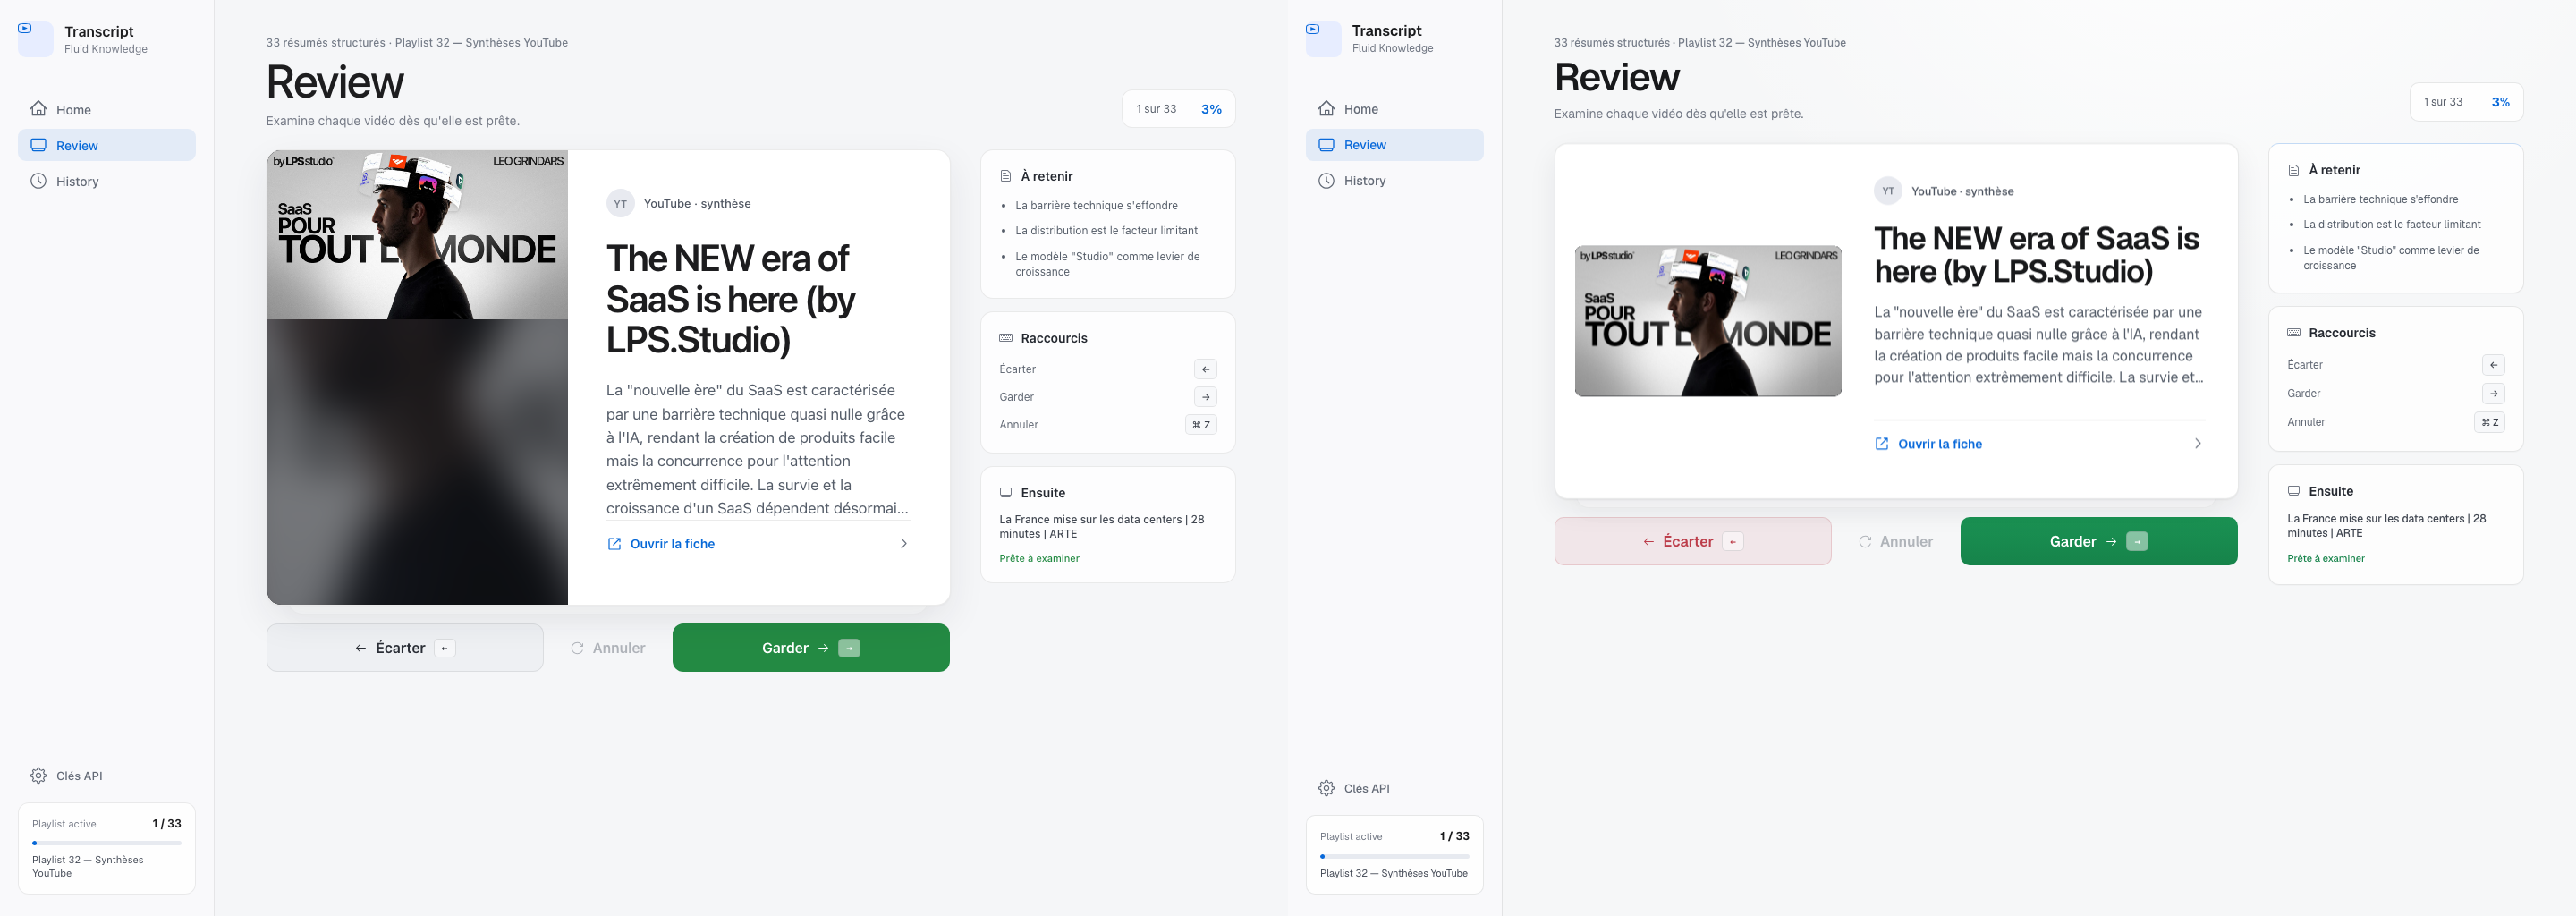 Transcript
Fluid Knowledge
Home
Review
History
Clés API
Playlist active 1 / 33
Playlist 32 — Synthèses
YouTube
33 résumés structurés · Playlist 32 — Synthèses YouTube
Review
Examine chaque vidéo dès qu'elle est prête.
1 sur 33 3%
by LPS studio
LEO GRINDARS
SaaS
POUR
TOUT LE MONDE
YT YouTube · synthèse
The NEW era of
SaaS is here (by
LPS.Studio)
La "nouvelle ère" du SaaS est caractérisée
par une barrière technique quasi nulle grâce
à l'IA, rendant la création de produits facile
mais la concurrence pour l'attention
extrêmement difficile. La survie et la
croissance d'un SaaS dépendent désormai…
Ouvrir la fiche
← Écarter ←
Annuler
Garder → →
À retenir
• La barrière technique s'effondre
• La distribution est le facteur limitant
• Le modèle "Studio" comme levier de
croissance
Raccourcis
Écarter ←
Garder →
Annuler ⌘ Z
Ensuite
La France mise sur les data centers | 28
minutes | ARTE
Prête à examiner
Transcript
Fluid Knowledge
Home
Review
History
Clés API
Playlist active 1 / 33
Playlist 32 — Synthèses YouTube
33 résumés structurés · Playlist 32 — Synthèses YouTube
Review
Examine chaque vidéo dès qu'elle est prête.
1 sur 33 3%
by LPS studio
LEO GRINDARS
SaaS
POUR
TOUT LE MONDE
YT YouTube · synthèse
The NEW era of SaaS is
here (by LPS.Studio)
La "nouvelle ère" du SaaS est caractérisée par une
barrière technique quasi nulle grâce à l'IA, rendant
la création de produits facile mais la concurrence
pour l'attention extrêmement difficile. La survie et…
Ouvrir la fiche
← Écarter ←
Annuler
Garder → →
À retenir
• La barrière technique s'effondre
• La distribution est le facteur limitant
• Le modèle "Studio" comme levier de
croissance
Raccourcis
Écarter ←
Garder →
Annuler ⌘ Z
Ensuite
La France mise sur les data centers | 28
minutes | ARTE
Prête à examiner